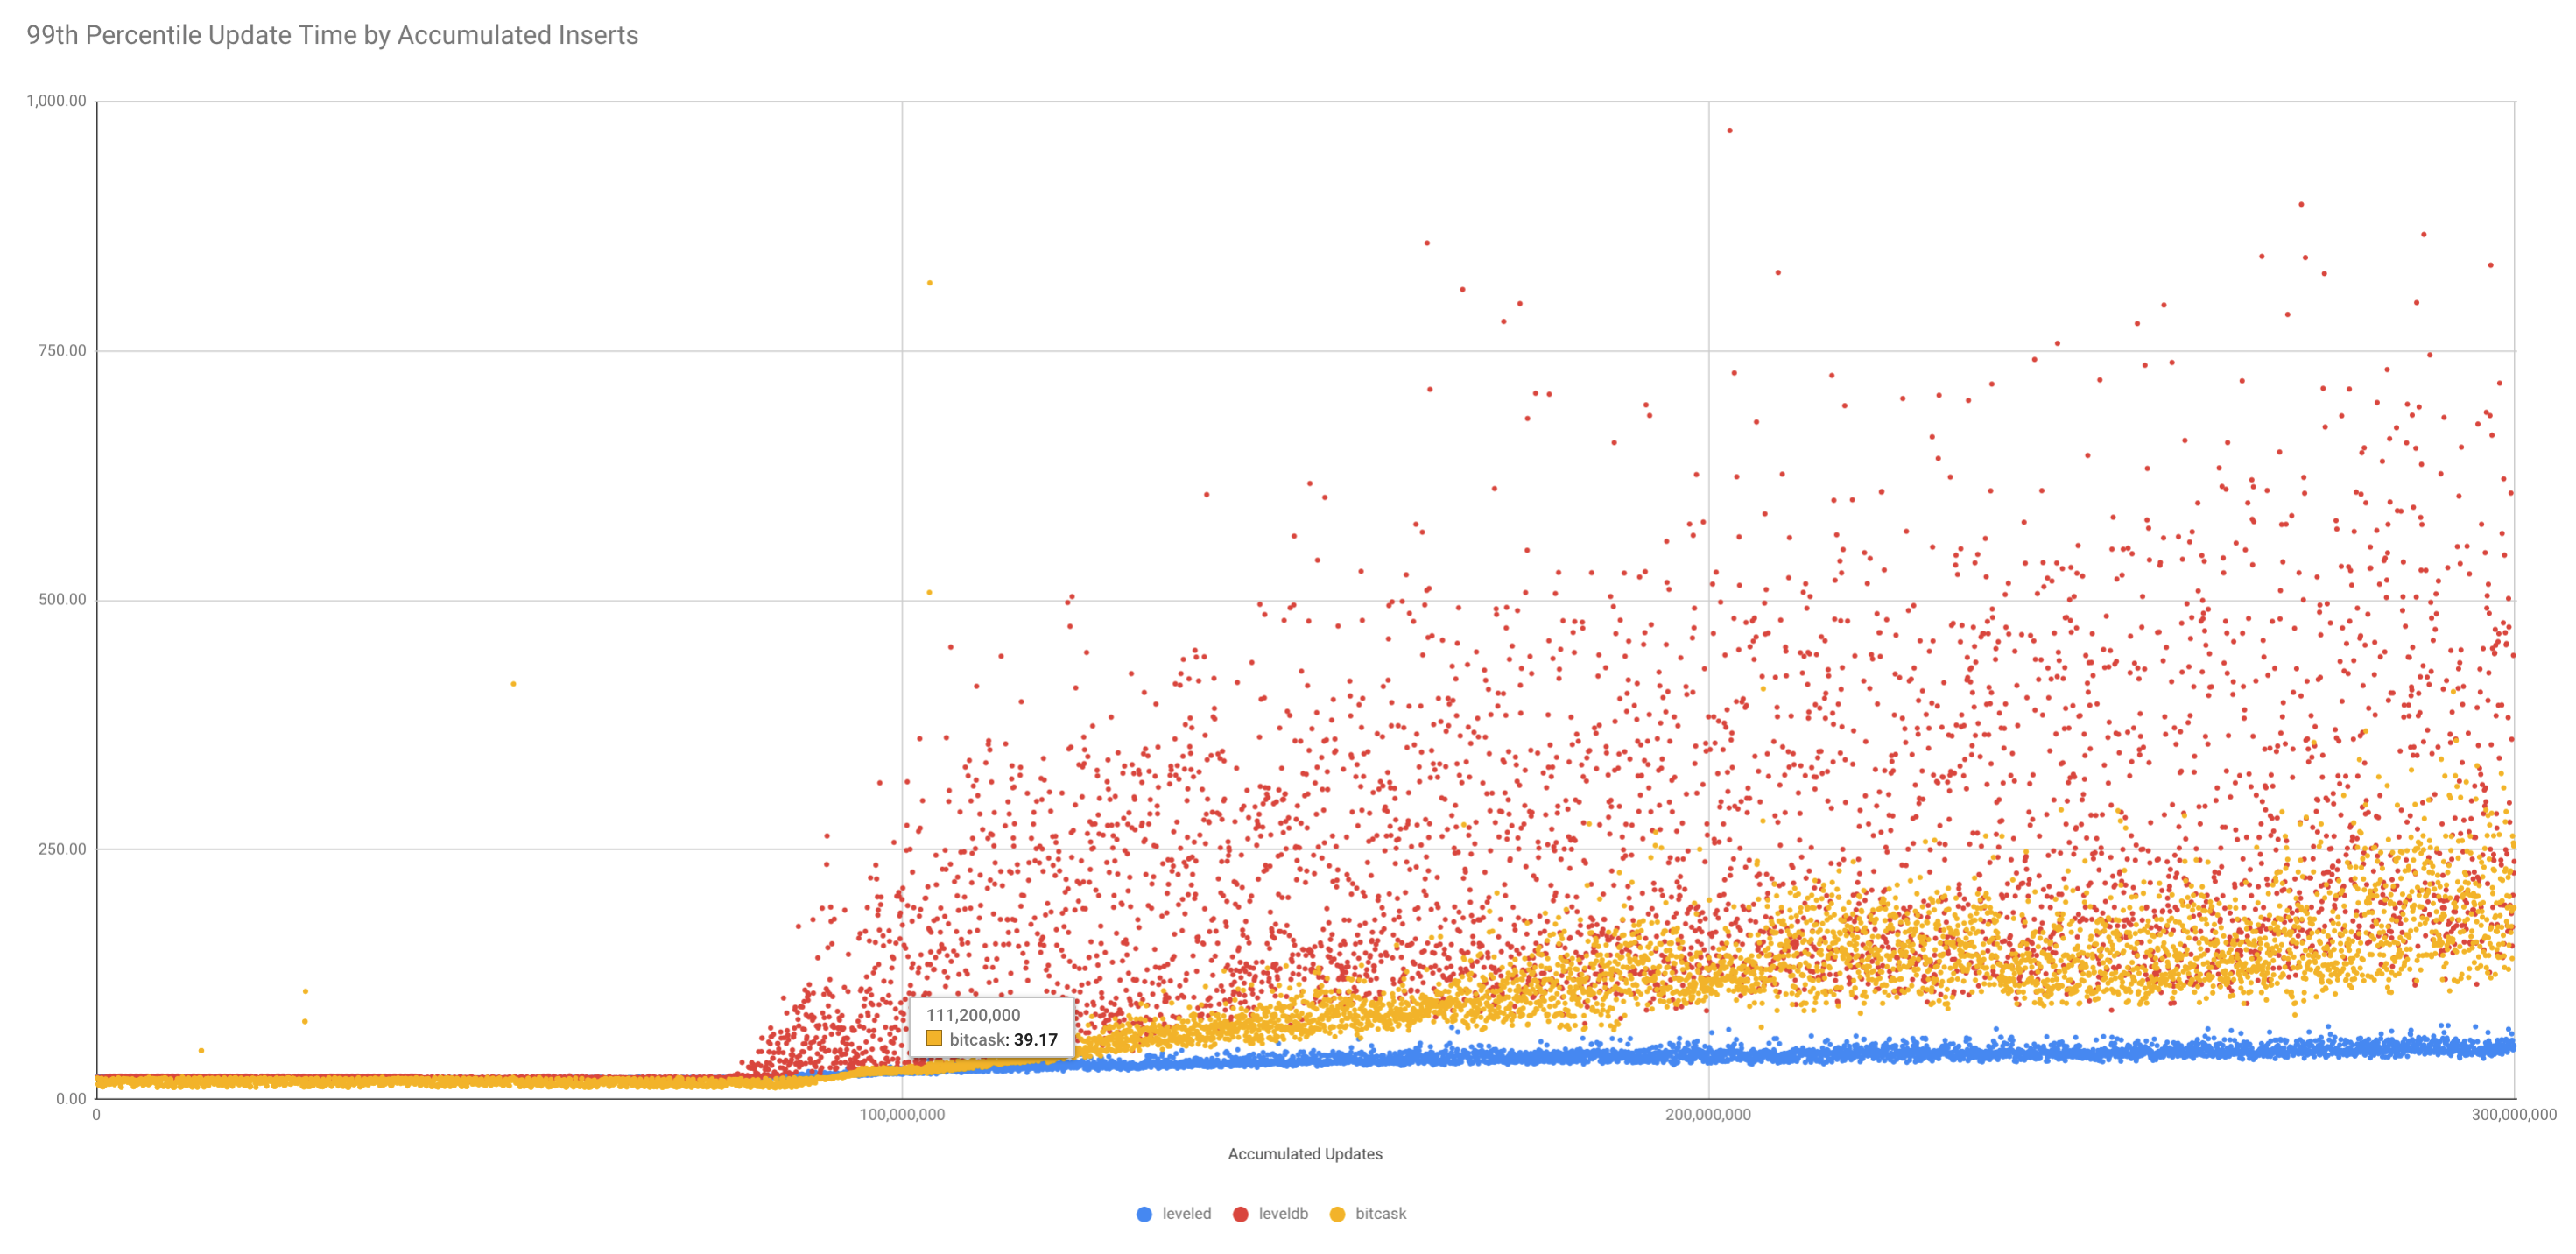 99th Percentile Update Time by Accumulated Inserts
1,000.00
750.00
500.00
250.00
0.00
111,200,000
bitcask: 39.17
0
100,000,000
200,000,000
300,000,000
Accumulated Updates
leveled
leveldb
bitcask